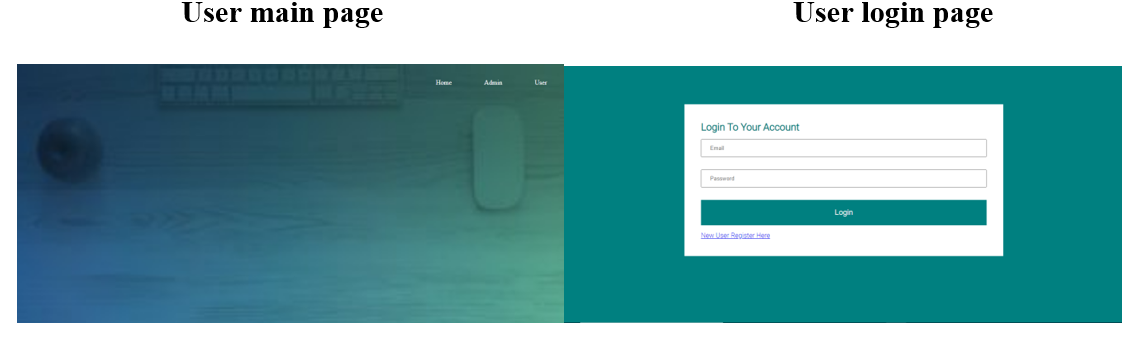 User main page
User login page
Home Admin User
Login To Your Account
Email
Password
Login
New User Register Here